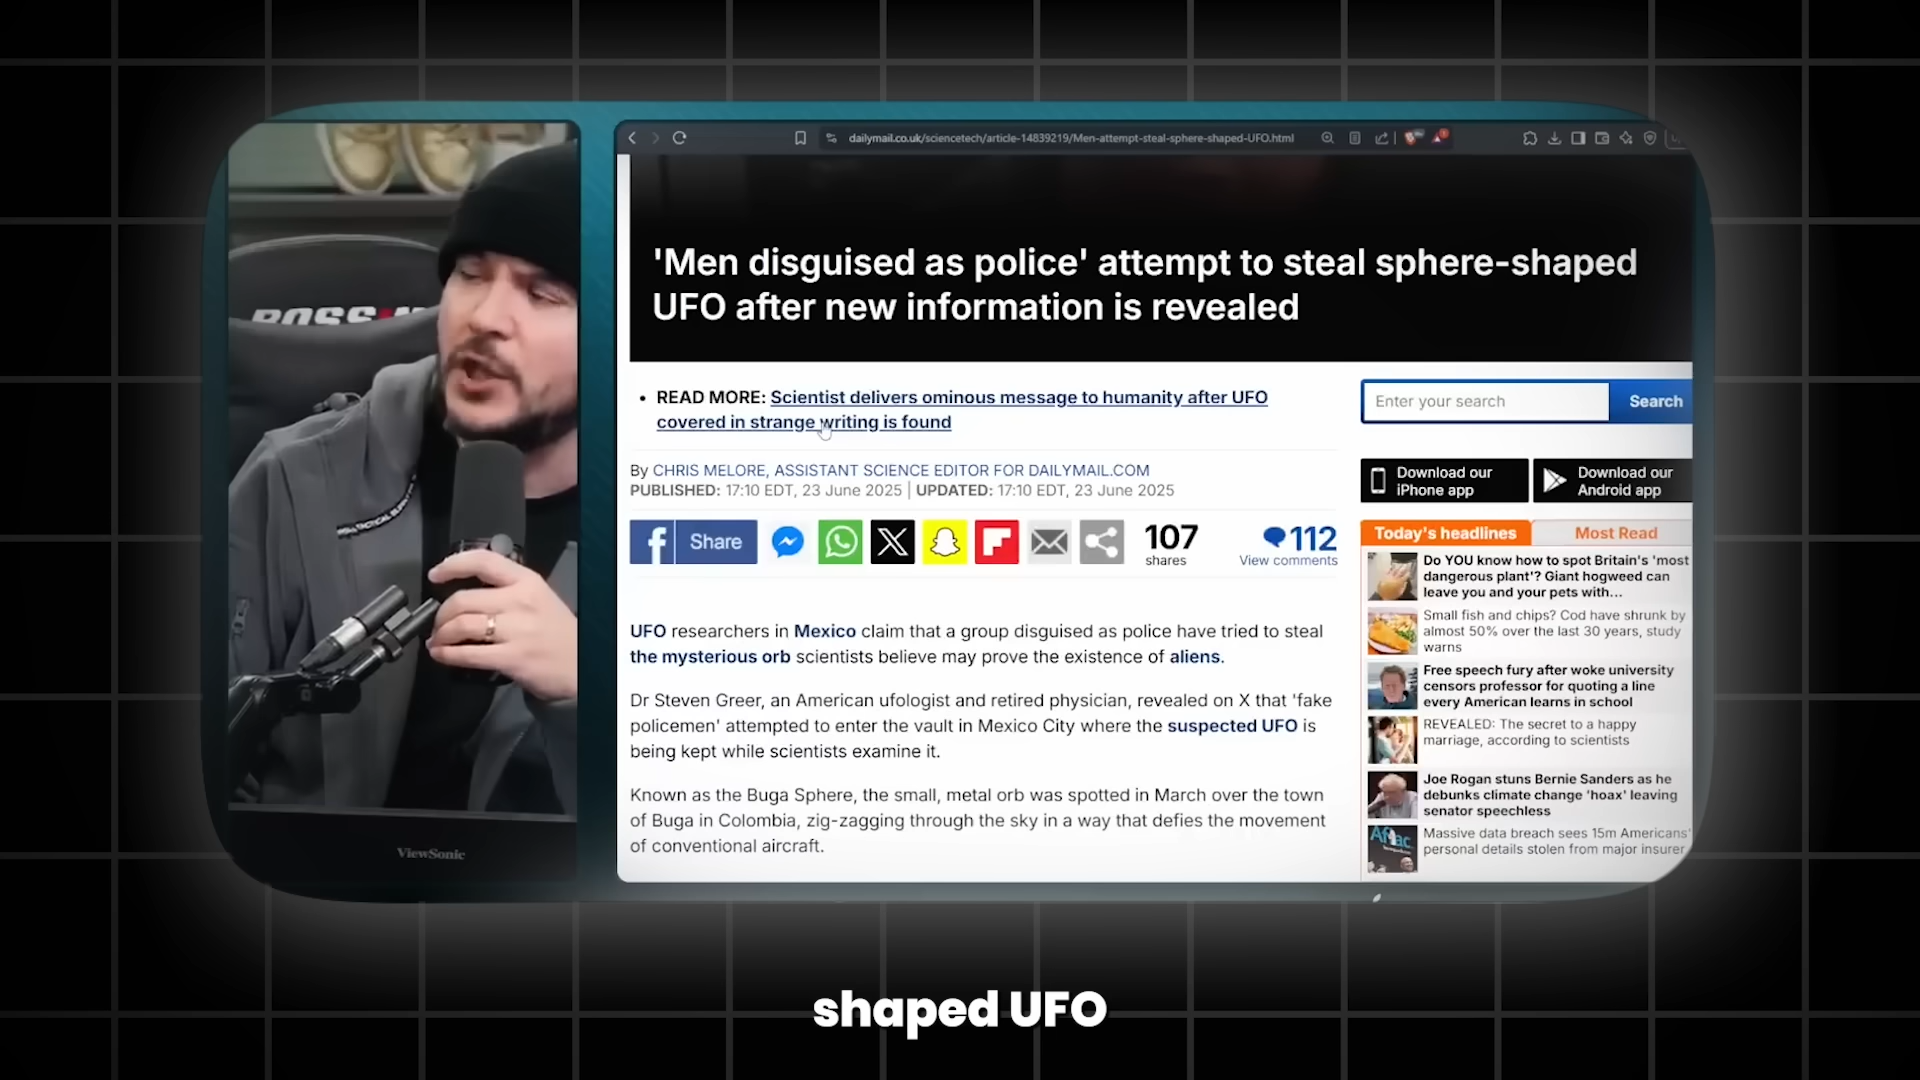 dailymail.co.uk/sciencetech/article-14839219/Men-attempt-steal-sphere-shaped-UFO.html
'Men disguised as police' attempt to steal sphere-shaped
UFO after new information is revealed
• READ MORE: Scientist delivers ominous message to humanity after UFO
covered in strange writing is found
By CHRIS MELORE, ASSISTANT SCIENCE EDITOR FOR DAILYMAIL.COM
PUBLISHED: 17:10 EDT, 23 June 2025 | UPDATED: 17:10 EDT, 23 June 2025
Share
107
shares
112
View comments
UFO researchers in Mexico claim that a group disguised as police have tried to steal
the mysterious orb scientists believe may prove the existence of aliens.
Dr Steven Greer, an American ufologist and retired physician, revealed on X that 'fake
policemen' attempted to enter the vault in Mexico City where the suspected UFO is
being kept while scientists examine it.
Known as the Buga Sphere, the small, metal orb was spotted in March over the town
of Buga in Colombia, zig-zagging through the sky in a way that defies the movement
of conventional aircraft.
Enter your search
Search
Download our
iPhone app
Download our
Android app
Today's headlines
Most Read
Do YOU know how to spot Britain's 'most
dangerous plant'? Giant hogweed can
leave you and your pets with...
Small fish and chips? Cod have shrunk by
almost 50% over the last 30 years, study
warns
Free speech fury after woke university
censors professor for quoting a line
every American learns in school
REVEALED: The secret to a happy
marriage, according to scientists
Joe Rogan stuns Bernie Sanders as he
debunks climate change 'hoax' leaving
senator speechless
Massive data breach sees 15m Americans'
personal details stolen from major insurer
Aflac
ViewSonic
shaped UFO